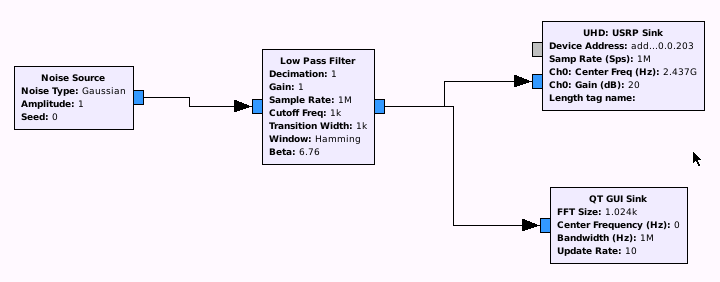 Noise Source
Noise Type: Gaussian
Amplitude: 1
Seed: 0
Low Pass Filter
Decimation: 1
Gain: 1
Sample Rate: 1M
Cutoff Freq: 1k
Transition Width: 1k
Window: Hamming
Beta: 6.76
UHD: USRP Sink
Device Address: add...0.0.203
Samp Rate (Sps): 1M
Ch0: Center Freq (Hz): 2.437G
Ch0: Gain (dB): 20
Length tag name:
QT GUI Sink
FFT Size: 1.024k
Center Frequency (Hz): 0
Bandwidth (Hz): 1M
Update Rate: 10